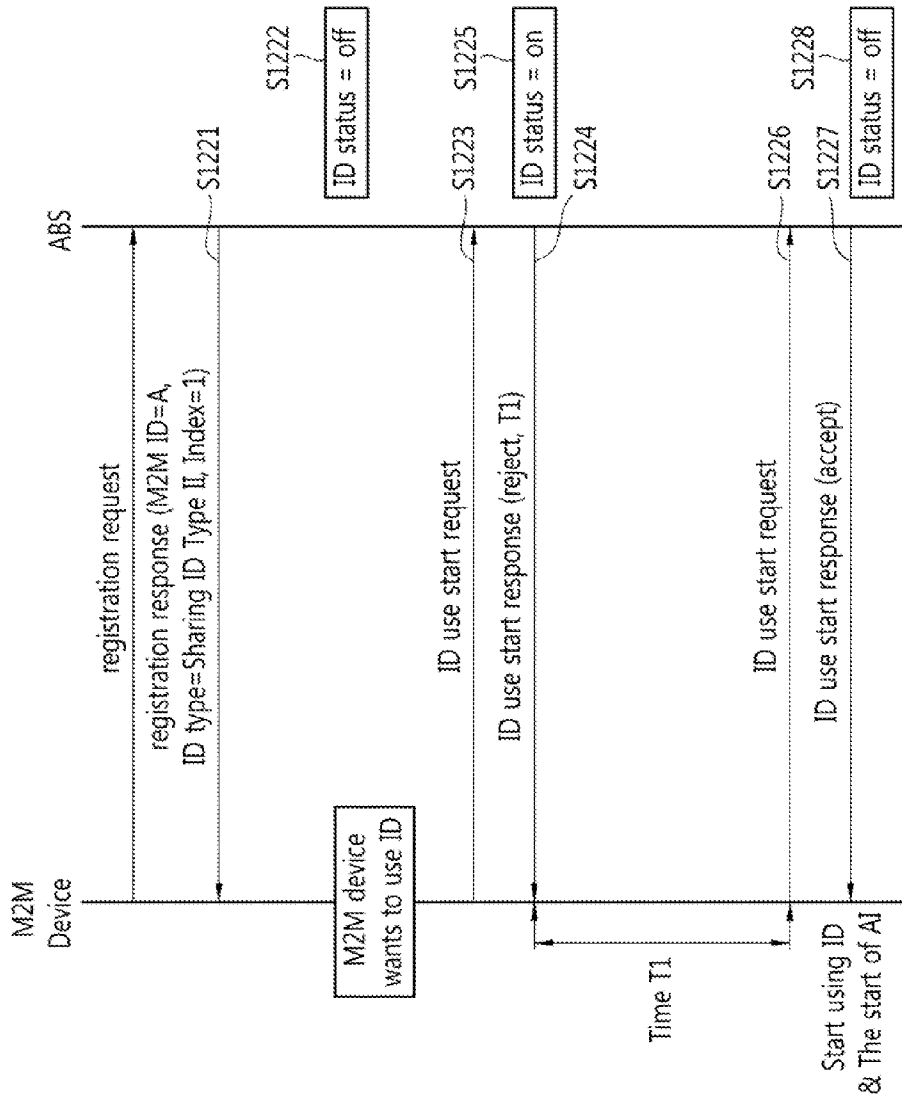 M2M
Device
ABS
registration request
registration response (M2M ID=A,
ID type=Sharing ID Type II, Index=1)
S1221
S1222
ID status = off
M2M device
wants to use ID
ID use start request
S1223
S1225
ID status = on
ID use start response (reject, T1)
S1224
Time T1
ID use start request
S1226
ID use start response (accept)
S1227
S1228
ID status = off
Start using ID
& The start of AI